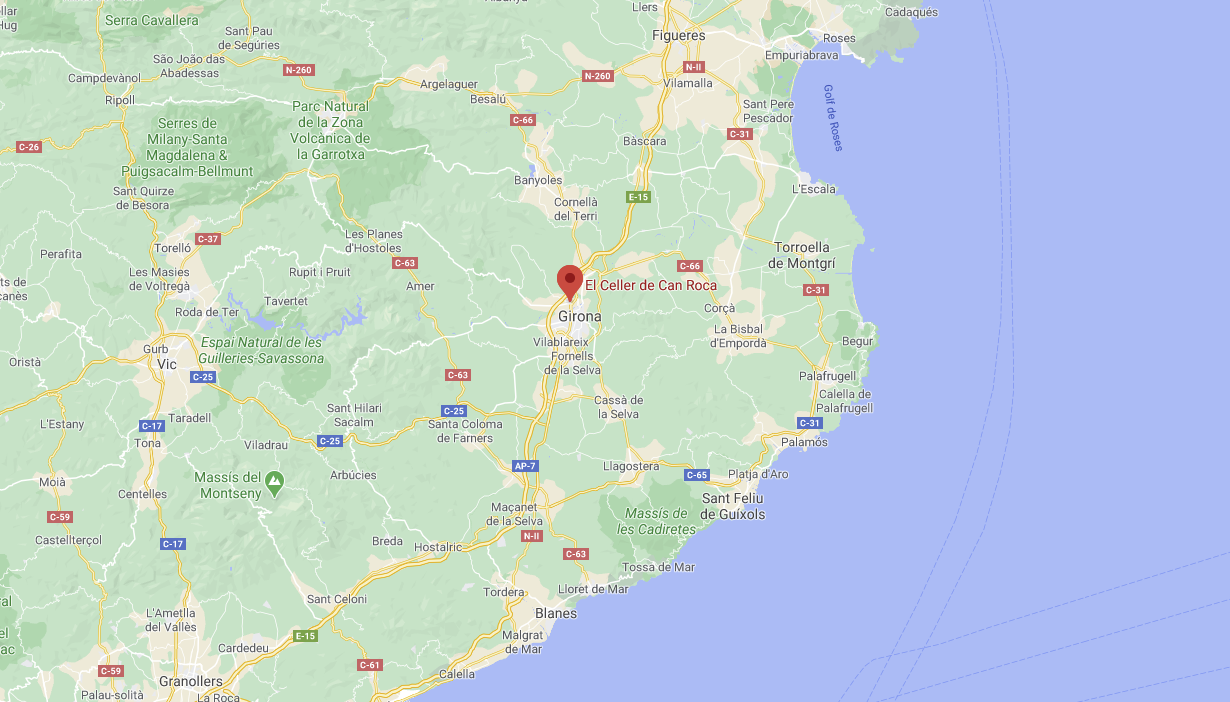 Serra Cavallera
Llers
Cadaqués
Sant Pau
de Segúries
Figueres
Roses
Empuriabrava
São João das
Abadessas
N-260
N-260
N-II
Campdevànol
Argelaguer
Vilamalla
Besalú
Ripoll
Parc Natural
de la Zona
Volcànica de
la Garrotxa
Sant Pere
Pescador
Golf de Roses
C-66
Serres de
Milany-Santa
Magdalena &
Puigsacalm-Bellmunt
C-31
C-26
Bàscara
Banyoles
Sant Quirze
de Besora
L'Escala
E-15
Cornellà
del Terri
C-37
Les Planes
d'Hostoles
Torelló
Torroella
de Montgrí
Perafita
C-63
C-66
Les Masies
de Voltregà
Rupit i Pruit
Amer
El Celler de Can Roca
C-31
Tavertet
Roda de Ter
Corçà
Girona
La Bisbal
d'Empordà
Espai Natural de les
Guilleries-Savassona
Vilablareix
Begur
Gurb
Fornells
de la Selva
Oristà
Vic
C-25
C-63
Palafrugell
Calella de
Palafrugell
Cassà de
la Selva
Sant Hilari
Sacalm
C-25
Taradell
L'Estany
C-17
Santa Coloma
de Farners
C-31
Tona
Viladrau
C-25
Palamós
AP-7
Llagostera
C-65
Platja d'Aro
Massís del
Montseny
Arbúcies
Moià
Centelles
Sant Feliu
de Guíxols
Maçanet
de la Selva
Massís de
les Cadiretes
C-59
Castellterçol
C-17
N-II
Breda
Hostalric
C-63
Tossa de Mar
Tordera
Lloret de Mar
Sant Celoni
L'Ametlla
del Vallès
Blanes
E-15
Malgrat
de Mar
Cardedeu
C-59
C-61
Calella
Granollers
Palau-solità
La Roca